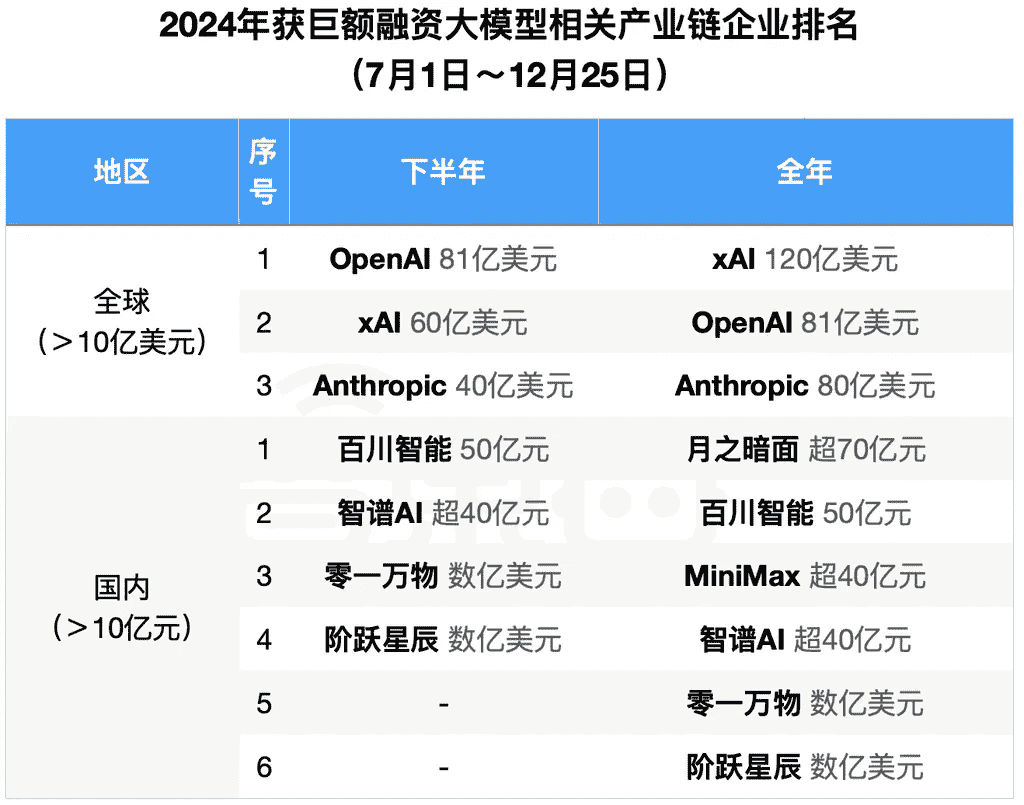 2024年获巨额融资大模型相关产业链企业排名
（7月1日～12月25日）
地区 序号 下半年 全年
全球
（＞10亿美元）
1 OpenAI 81亿美元 xAI 120亿美元
2 xAI 60亿美元 OpenAI 81亿美元
3 Anthropic 40亿美元 Anthropic 80亿美元
国内
（＞10亿元）
1 百川智能 50亿元 月之暗面 超70亿元
2 智谱AI 超40亿元 百川智能 50亿元
3 零一万物 数亿美元 MiniMax 超40亿元
4 阶跃星辰 数亿美元 智谱AI 超40亿元
5 - 零一万物 数亿美元
6 - 阶跃星辰 数亿美元